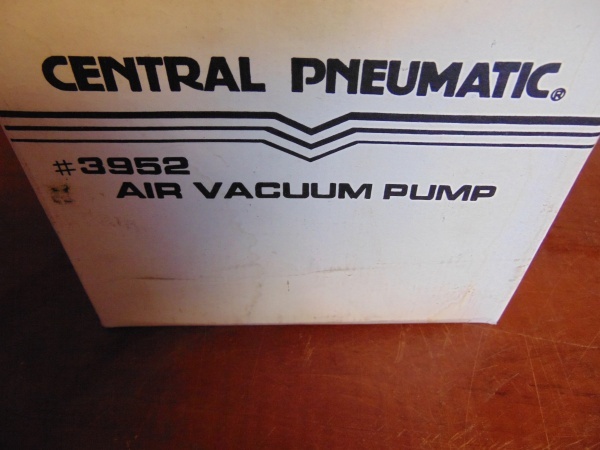 CENTRAL PNEUMATIC®
#3952
AIR VACUUM PUMP